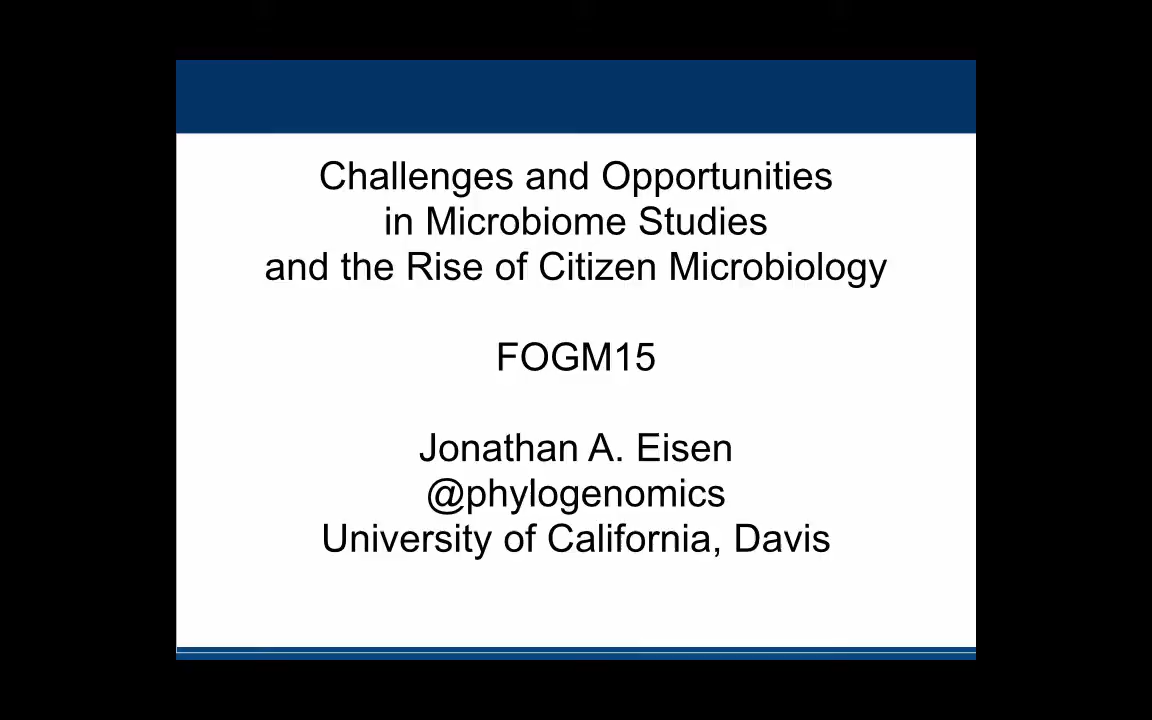 Challenges and Opportunities
in Microbiome Studies
and the Rise of Citizen Microbiology
FOGM15
Jonathan A. Eisen
@phylogenomics
University of California, Davis